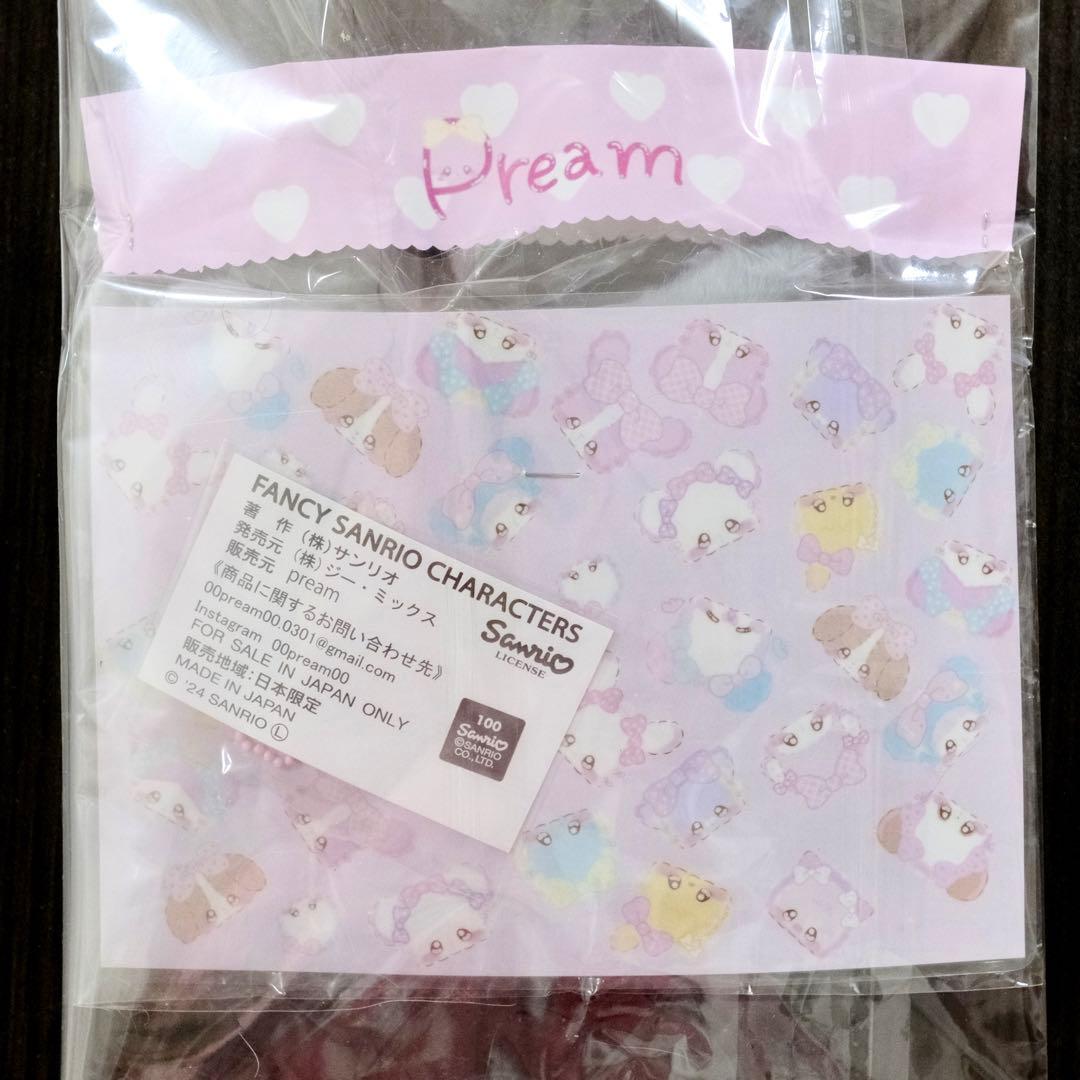 Pream
FANCY SANRIO CHARACTERS
著 作 (株)サンリオ
発売元 (株)ジー・ミックス
販売元 pream
《商品に関するお問い合わせ先》
00pream00.0301@gmail.com
Instagram 00pream00
FOR SALE IN JAPAN ONLY
販売地域:日本限定
MADE IN JAPAN
© '24 SANRIO Ⓛ
Sanrio
LICENSE
100
Sanrio
©SANRIO
CO.,LTD.